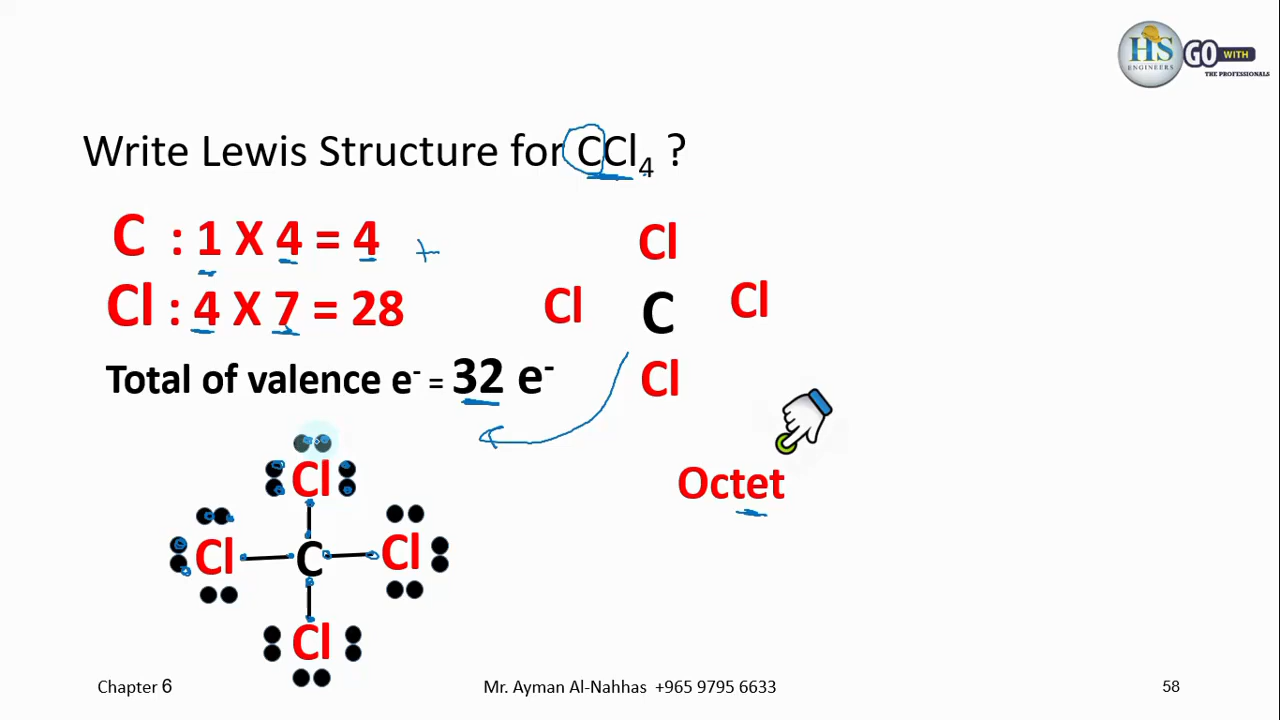 HS
ENGINEERS
GO WITH
THE PROFESSIONALS
Write Lewis Structure for CCl₄ ?
C : 1 X 4 = 4 +
Cl : 4 X 7 = 28
Total of valence e⁻ = 32 e⁻
Cl
Cl C Cl
Cl
Octet
Cl
Cl C Cl
Cl
Chapter 6
Mr. Ayman Al-Nahhas +965 9795 6633
58